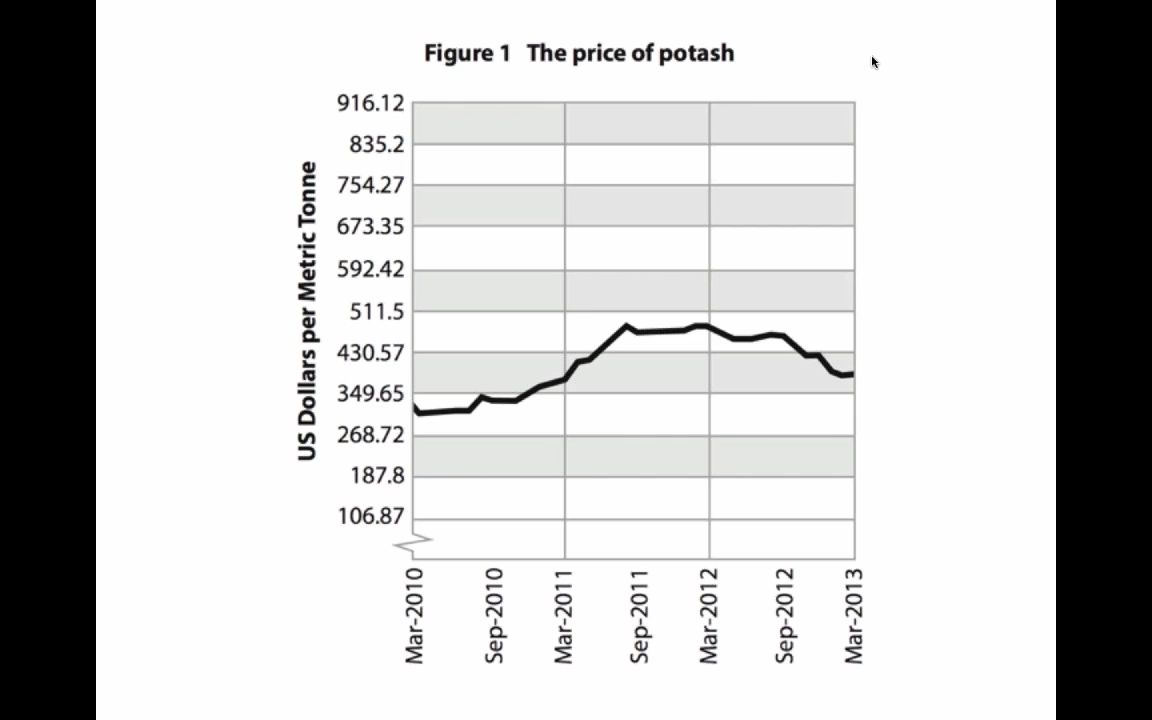 Figure 1 The price of potash
US Dollars per Metric Tonne
916.12
835.2
754.27
673.35
592.42
511.5
430.57
349.65
268.72
187.8
106.87
Mar-2010
Sep-2010
Mar-2011
Sep-2011
Mar-2012
Sep-2012
Mar-2013